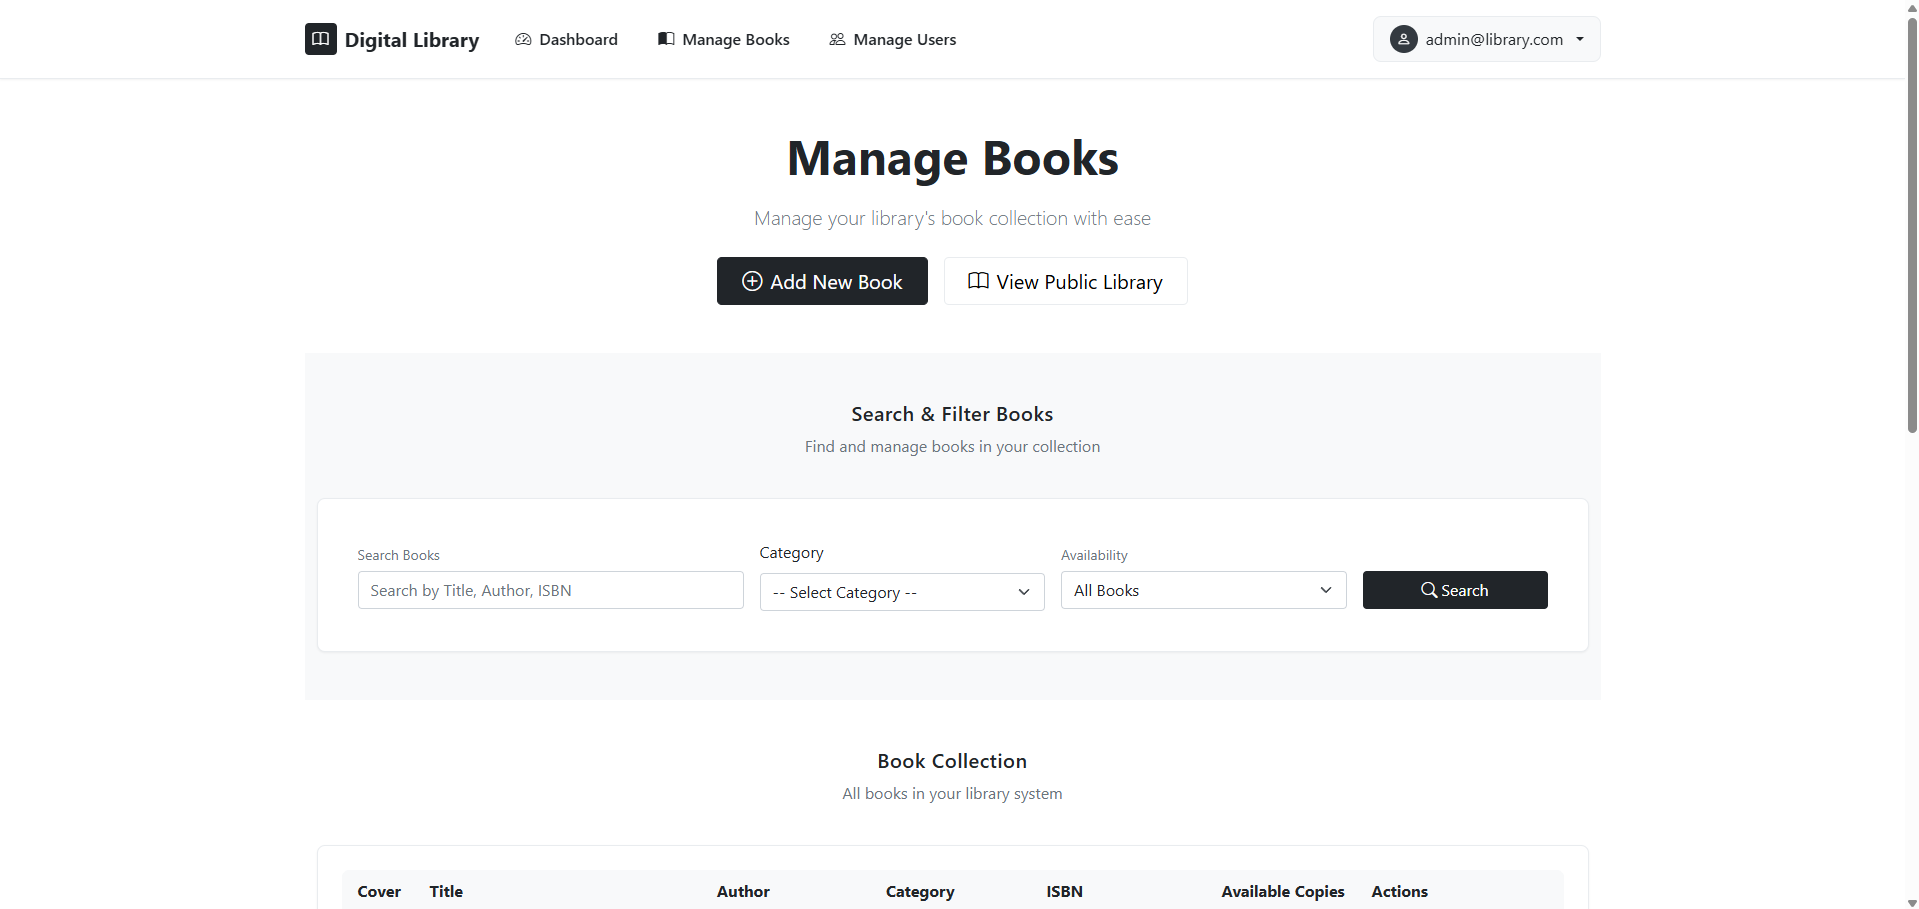 Digital Library Dashboard Manage Books Manage Users admin@library.com
Manage Books
Manage your library's book collection with ease
Add New Book View Public Library
Search & Filter Books
Find and manage books in your collection
Search Books Category Availability
Search by Title, Author, ISBN -- Select Category -- All Books Search
Book Collection
All books in your library system
Cover Title Author Category ISBN Available Copies Actions